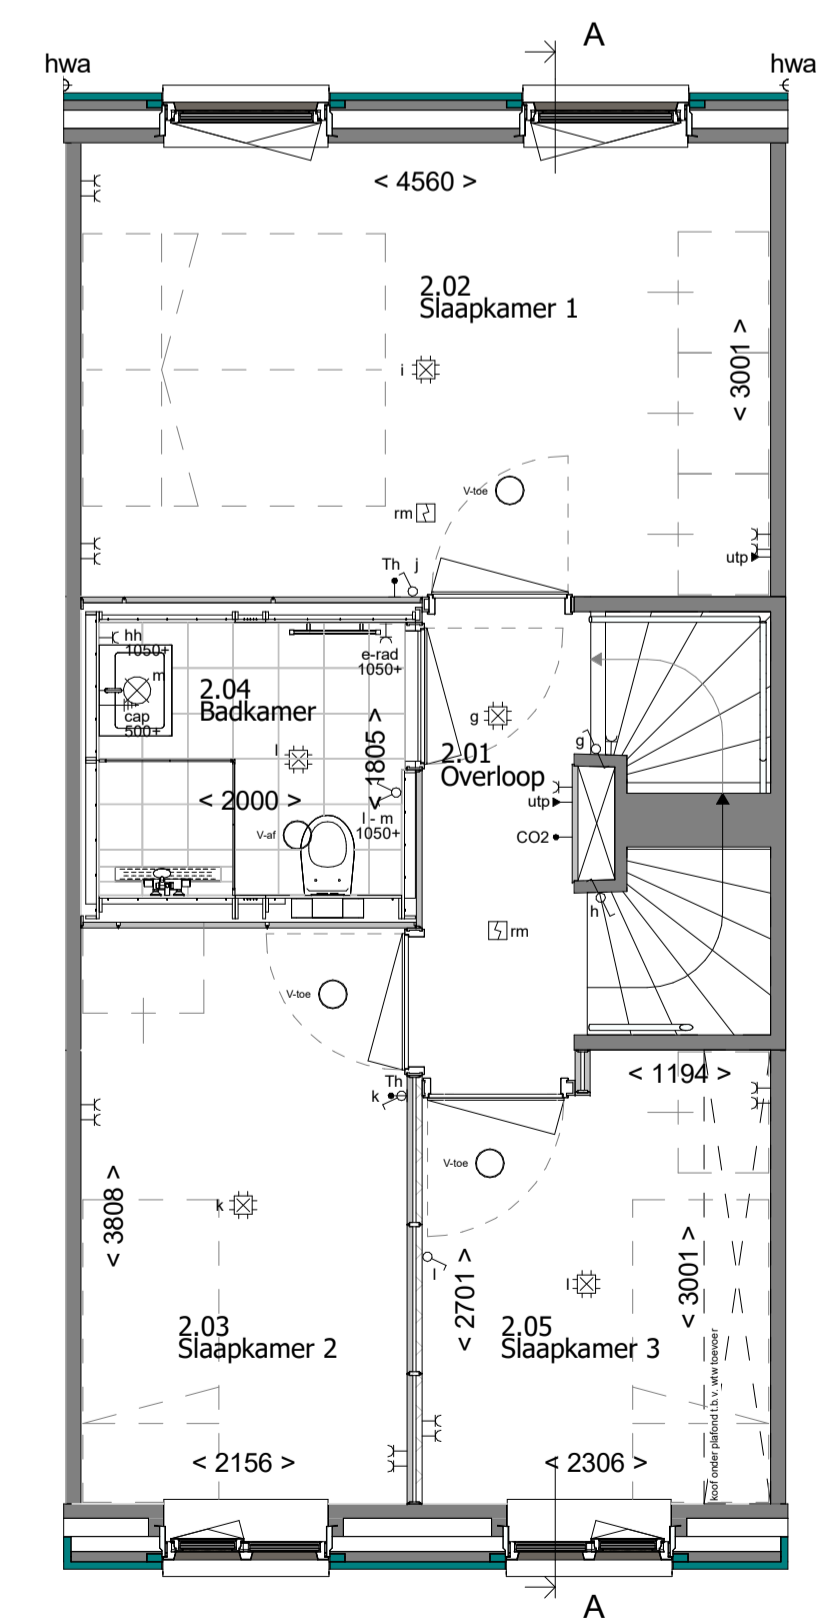 A
hwa
hwa
< 4560 >
2.02
Slaapkamer 1
< 3001 >
i
V-toe
rm
utp
Th
j
hh
1050+
m
e-rad
1050+
2.04
Badkamer
cap
500+
l
< 1805 >
< 2000 >
l - m
1050+
V-af
g
2.01
Overloop
g
utp
CO2
h
rm
V-toe
< 1194 >
Th
k
V-toe
< 3808 >
k
l
< 2701 >
l
< 3001 >
2.03
Slaapkamer 2
2.05
Slaapkamer 3
koof onder plafond t.b.v. wtw toevoer
< 2156 >
< 2306 >
A